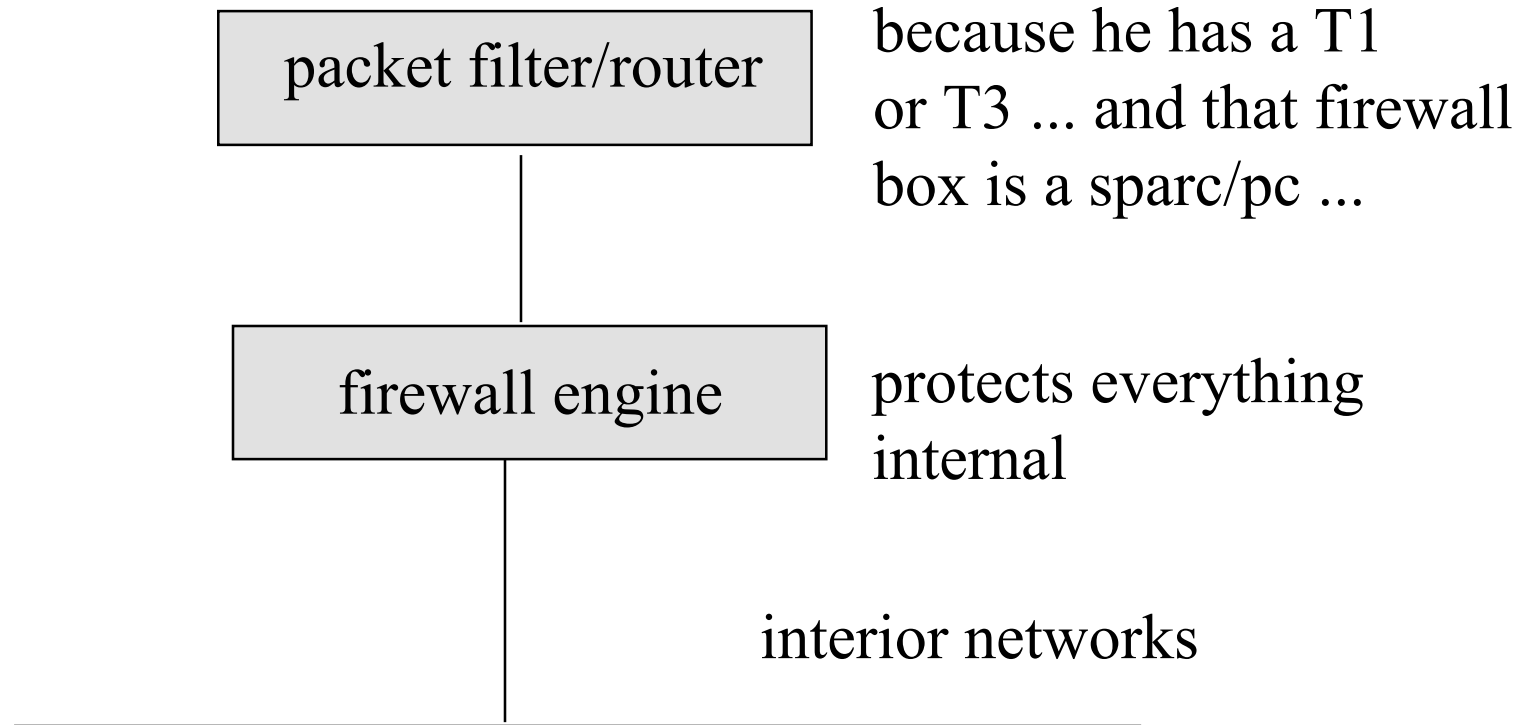 packet filter/router
because he has a T1
or T3 ... and that firewall
box is a sparc/pc ...
firewall engine
protects everything
internal
interior networks